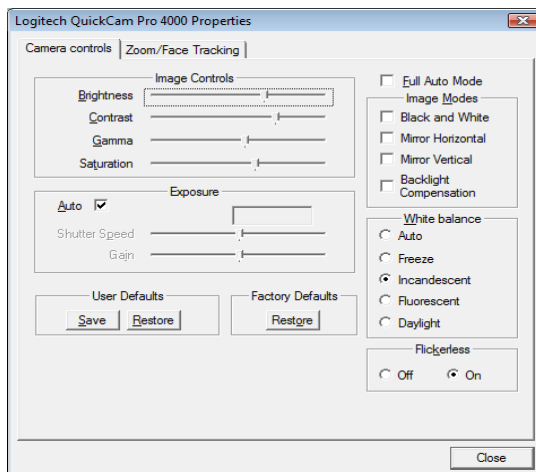 Logitech QuickCam Pro 4000 Properties
Camera controls
Zoom/Face Tracking
Image Controls
Brightness
Contrast
Gamma
Saturation
Exposure
Auto
Shutter Speed
Gain
User Defaults
Save
Restore
Factory Defaults
Restore
Full Auto Mode
Image Modes
Black and White
Mirror Horizontal
Mirror Vertical
Backlight
Compensation
White balance
Auto
Freeze
Incandescent
Fluorescent
Daylight
Flickerless
Off
On
Close